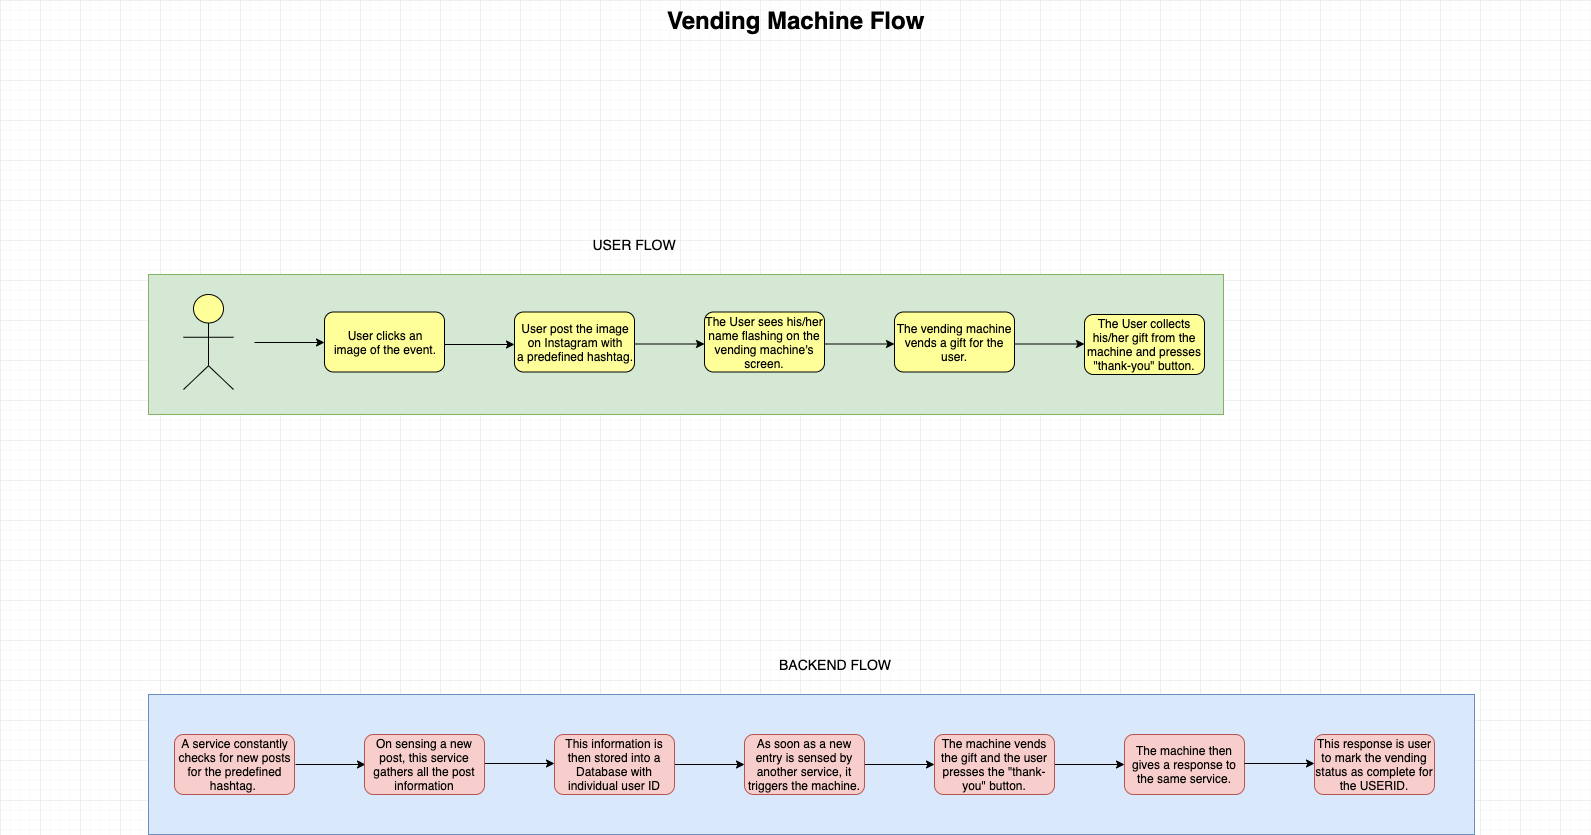 Vending Machine Flow
USER FLOW
User clicks an
image of the event.
User post the image
on Instagram with
a predefined hashtag.
The User sees his/her
name flashing on the
vending machine's
screen.
The vending machine
vends a gift for the
user.
The User collects
his/her gift from the
machine and presses
"thank-you" button.
BACKEND FLOW
A service constantly
checks for new posts
for the predefined
hashtag.
On sensing a new
post, this service
gathers all the post
information
This information is
then stored into a
Database with
individual user ID
As soon as a new
entry is sensed by
another service, it
triggers the machine.
The machine vends
the gift and the user
presses the "thank-
you" button.
The machine then
gives a response to
the same service.
This response is user
to mark the vending
status as complete for
the USERID.